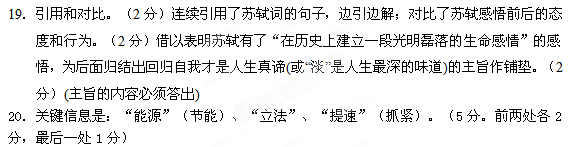 19. 引用和对比。（2 分）连续引用了苏轼词的句子，边引边解；对比了苏轼感悟前后的态
度和行为。（2 分）借以表明苏轼有了“在历史上建立一段光明磊落的生命感情”的感
悟，为后面归结出回归自我才是人生真谛(或“淡”是人生最深的味道)的主旨作铺垫。（2
分）(主旨的内容必须答出)
20. 关键信息是：“能源”（节能）、“立法”、“提速”（抓紧）。（5 分。前两处各 2
分，最后一处 1 分）